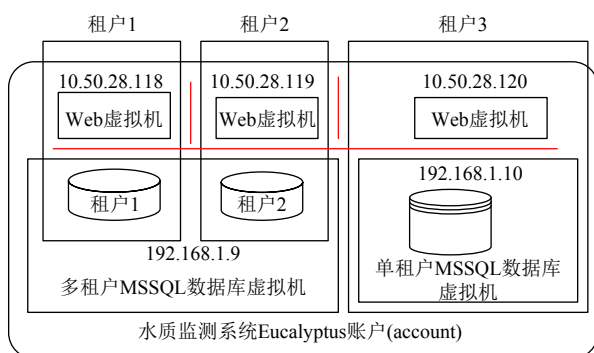 租户1 租户2 租户3
10.50.28.118 10.50.28.119 10.50.28.120
Web虚拟机 Web虚拟机 Web虚拟机
192.168.1.10
租户1 租户2
192.168.1.9
多租户MSSQL数据库虚拟机
单租户MSSQL数据库
虚拟机
水质监测系统Eucalyptus账户(account)